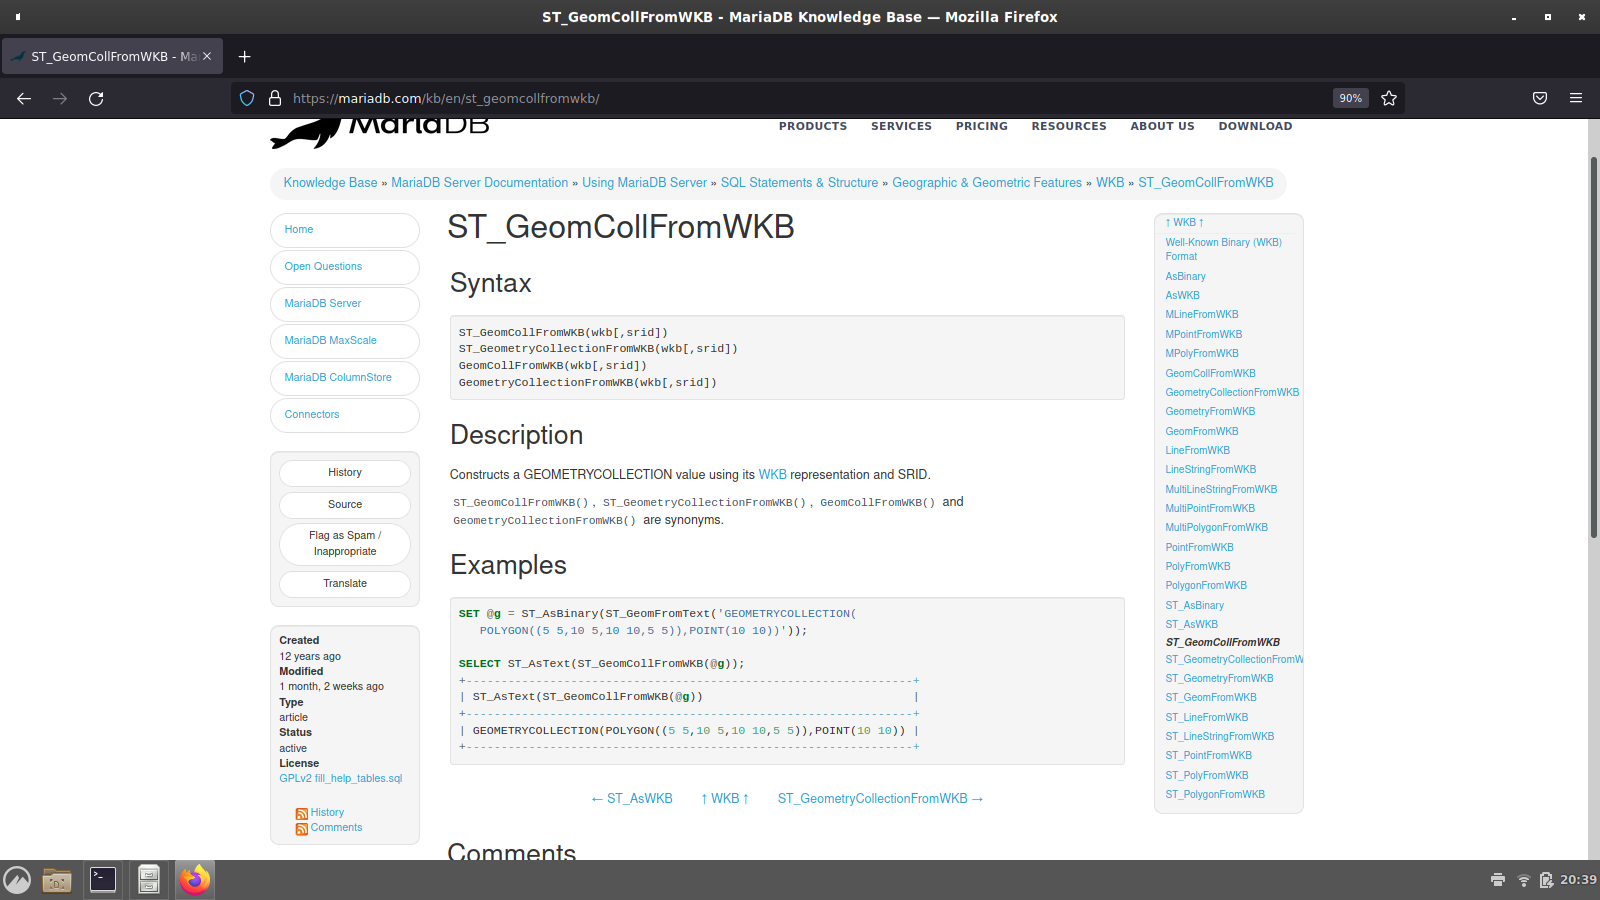 ST_GeomCollFromWKB - MariaDB Knowledge Base — Mozilla Firefox
ST_GeomCollFromWKB - Ma
https://mariadb.com/kb/en/st_geomcollfromwkb/
90%
MariaDB
PRODUCTS SERVICES PRICING RESOURCES ABOUT US DOWNLOAD
Knowledge Base » MariaDB Server Documentation » Using MariaDB Server » SQL Statements & Structure » Geographic & Geometric Features » WKB » ST_GeomCollFromWKB
Home
Open Questions
MariaDB Server
MariaDB MaxScale
MariaDB ColumnStore
Connectors
History
Source
Flag as Spam /
Inappropriate
Translate
Created
12 years ago
Modified
1 month, 2 weeks ago
Type
article
Status
active
License
GPLv2 fill_help_tables.sql
History
Comments
ST_GeomCollFromWKB
Syntax
ST_GeomCollFromWKB(wkb[,srid])
ST_GeometryCollectionFromWKB(wkb[,srid])
GeomCollFromWKB(wkb[,srid])
GeometryCollectionFromWKB(wkb[,srid])
Description
Constructs a GEOMETRYCOLLECTION value using its WKB representation and SRID.
ST_GeomCollFromWKB(), ST_GeometryCollectionFromWKB(), GeomCollFromWKB() and
GeometryCollectionFromWKB() are synonyms.
Examples
SET @g = ST_AsBinary(ST_GeomFromText('GEOMETRYCOLLECTION(
   POLYGON((5 5,10 5,10 10,5 5)),POINT(10 10))'));
SELECT ST_AsText(ST_GeomCollFromWKB(@g));
+----------------------------------------------------------------+
| ST_AsText(ST_GeomCollFromWKB(@g))                              |
+----------------------------------------------------------------+
| GEOMETRYCOLLECTION(POLYGON((5 5,10 5,10 10,5 5)),POINT(10 10)) |
+----------------------------------------------------------------+
← ST_AsWKB ↑ WKB ↑ ST_GeometryCollectionFromWKB →
Comments
↑ WKB ↑
Well-Known Binary (WKB)
Format
AsBinary
AsWKB
MLineFromWKB
MPointFromWKB
MPolyFromWKB
GeomCollFromWKB
GeometryCollectionFromWKB
GeometryFromWKB
GeomFromWKB
LineFromWKB
LineStringFromWKB
MultiLineStringFromWKB
MultiPointFromWKB
MultiPolygonFromWKB
PointFromWKB
PolyFromWKB
PolygonFromWKB
ST_AsBinary
ST_AsWKB
ST_GeomCollFromWKB
ST_GeometryCollectionFromW
ST_GeometryFromWKB
ST_GeomFromWKB
ST_LineFromWKB
ST_LineStringFromWKB
ST_PointFromWKB
ST_PolyFromWKB
ST_PolygonFromWKB
20:39